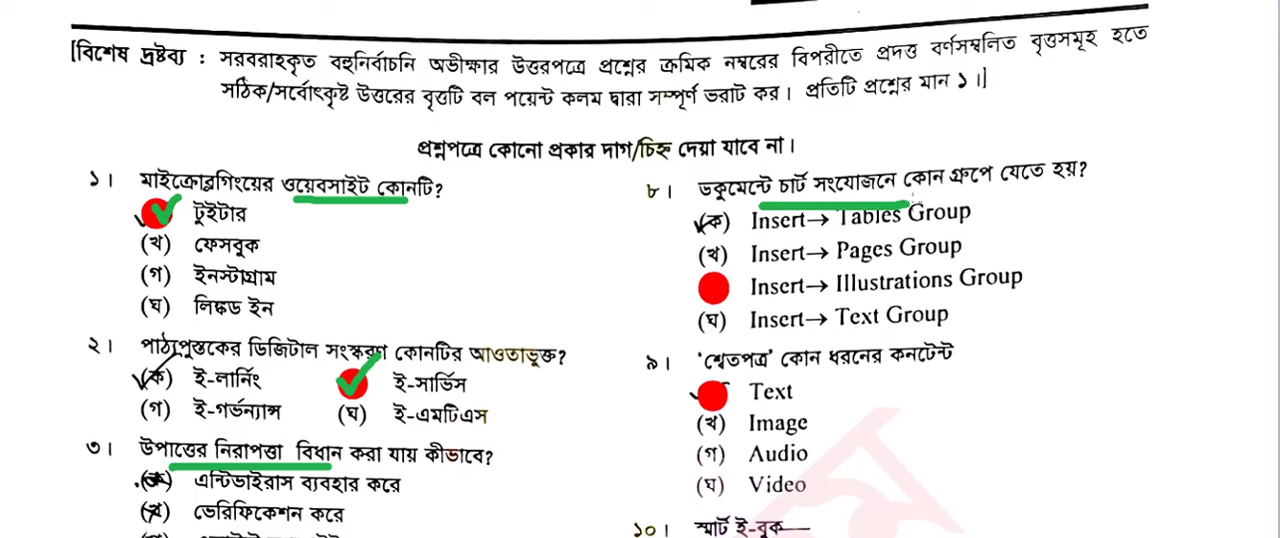 [বিশেষ দ্রষ্টব্য : সরবরাহকৃত বহুনির্বাচনি অভীক্ষার উত্তরপত্রে প্রশ্নের ক্রমিক নম্বরের বিপরীতে প্রদত্ত বর্ণসম্বলিত বৃত্তসমূহ হতে
সঠিক/সর্বোৎকৃষ্ট উত্তরের বৃত্তটি বল পয়েন্ট কলম দ্বারা সম্পূর্ণ ভরাট কর। প্রতিটি প্রশ্নের মান ১।]
প্রশ্নপত্রে কোনো প্রকার দাগ/চিহ্ন দেয়া যাবে না।
১। মাইক্রোব্লগিংয়ের ওয়েবসাইট কোনটি?
টুইটার
(খ) ফেসবুক
(গ) ইনস্টাগ্রাম
(ঘ) লিঙ্কড ইন
২। পাঠ্যপুস্তকের ডিজিটাল সংস্করণ কোনটির আওতাভুক্ত?
(ক) ই-লার্নিং ই-সার্ভিস
(গ) ই-গর্ভন্যান্স (ঘ) ই-এমটিএস
৩। উপাত্তের নিরাপত্তা বিধান করা যায় কীভাবে?
(ক) এন্টিভাইরাস ব্যবহার করে
(খ) ভেরিফিকেশন করে
৮। ডকুমেন্টে চার্ট সংযোজনে কোন গ্রুপে যেতে হয়?
(ক) Insert→ Tables Group
(খ) Insert→ Pages Group
Insert→ Illustrations Group
(ঘ) Insert→ Text Group
৯। 'শ্বেতপত্র' কোন ধরনের কনটেন্ট
Text
(খ) Image
(গ) Audio
(ঘ) Video
১০। স্মার্ট ই-বুক—